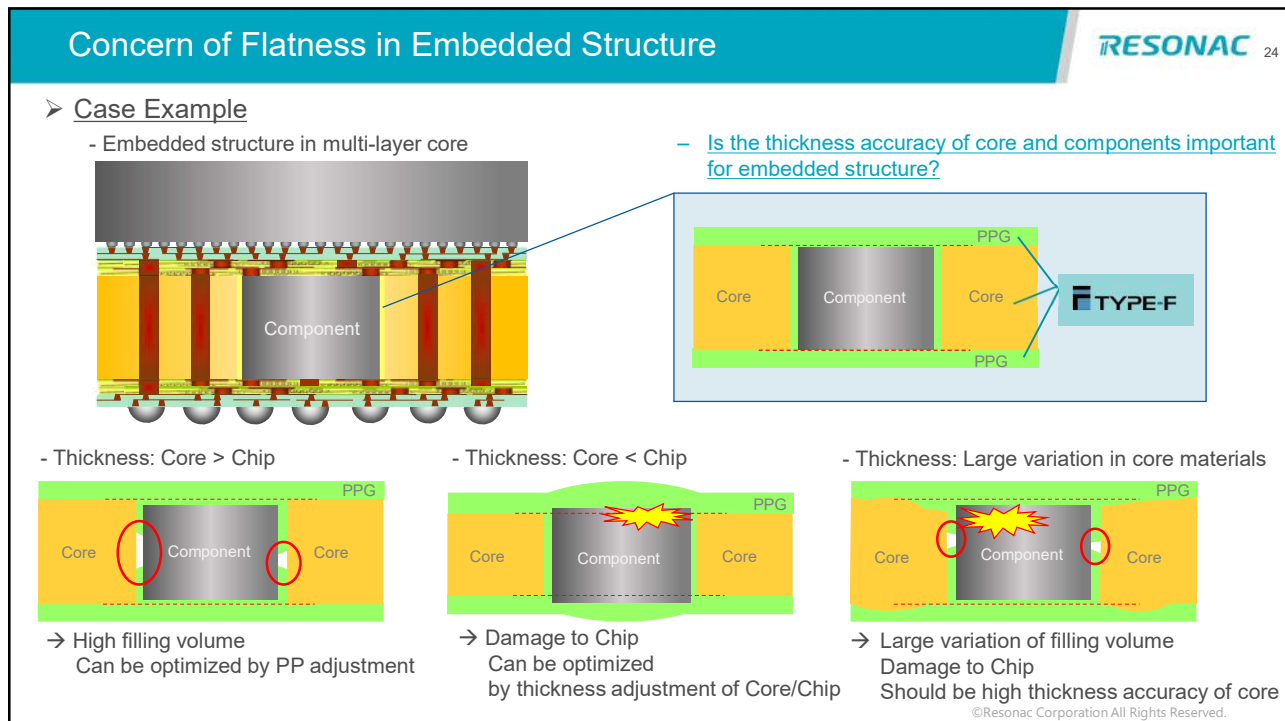 Concern of Flatness in Embedded Structure
RESONAC
24
➢ Case Example
- Embedded structure in multi-layer core
Component
– Is the thickness accuracy of core and components important
for embedded structure?
PPG
Core
Component
Core
TYPE-F
PPG
- Thickness: Core > Chip
PPG
Core
Component
Core
→ High filling volume
Can be optimized by PP adjustment
- Thickness: Core < Chip
PPG
Core
Component
Core
→ Damage to Chip
Can be optimized
by thickness adjustment of Core/Chip
- Thickness: Large variation in core materials
PPG
Core
Component
Core
→ Large variation of filling volume
Damage to Chip
Should be high thickness accuracy of core
©Resonac Corporation All Rights Reserved.